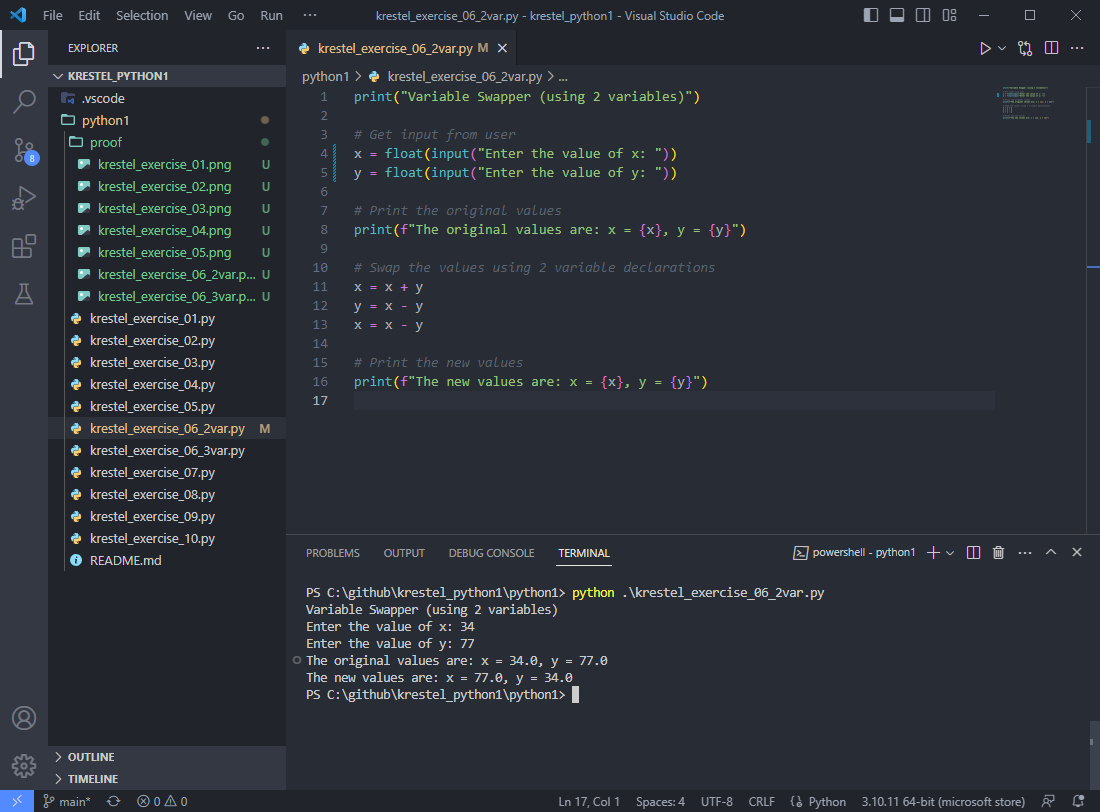 File Edit Selection View Go Run ··· krestel_exercise_06_2var.py - krestel_python1 - Visual Studio Code
EXPLORER ···
KRESTEL_PYTHON1
.vscode
python1
proof
krestel_exercise_01.png U
krestel_exercise_02.png U
krestel_exercise_03.png U
krestel_exercise_04.png U
krestel_exercise_05.png U
krestel_exercise_06_2var.p... U
krestel_exercise_06_3var.p... U
krestel_exercise_01.py
krestel_exercise_02.py
krestel_exercise_03.py
krestel_exercise_04.py
krestel_exercise_05.py
krestel_exercise_06_2var.py M
krestel_exercise_06_3var.py
krestel_exercise_07.py
krestel_exercise_08.py
krestel_exercise_09.py
krestel_exercise_10.py
README.md
OUTLINE
TIMELINE
8
krestel_exercise_06_2var.py M
python1 > krestel_exercise_06_2var.py > ...
1 print("Variable Swapper (using 2 variables)")
2
3 # Get input from user
4 x = float(input("Enter the value of x: "))
5 y = float(input("Enter the value of y: "))
6
7 # Print the original values
8 print(f"The original values are: x = {x}, y = {y}")
9
10 # Swap the values using 2 variable declarations
11 x = x + y
12 y = x - y
13 x = x - y
14
15 # Print the new values
16 print(f"The new values are: x = {x}, y = {y}")
17
PROBLEMS OUTPUT DEBUG CONSOLE TERMINAL powershell - python1
PS C:\github\krestel_python1\python1> python .\krestel_exercise_06_2var.py
Variable Swapper (using 2 variables)
Enter the value of x: 34
Enter the value of y: 77
The original values are: x = 34.0, y = 77.0
The new values are: x = 77.0, y = 34.0
PS C:\github\krestel_python1\python1>
main* 0 0 Ln 17, Col 1 Spaces: 4 UTF-8 CRLF Python 3.10.11 64-bit (microsoft store)